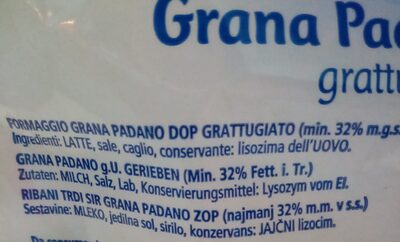 Grana Pad
grattu
FORMAGGIO GRANA PADANO DOP GRATTUGIATO (min. 32% m.g.s
Ingredienti: LATTE, sale, caglio, conservante: lisozima dell'UOVO.
GRANA PADANO g.U. GERIEBEN (Min. 32% Fett. i. Tr.)
Zutaten: MILCH, Salz, Lab, Konservierungsmittel: Lysozym vom EI.
RIBANI TRDI SIR GRANA PADANO ZOP (najmanj 32% m.m. v s.s.)
Sestavine: MLEKO, jedilna sol, sirilo, konzervans: JAJČNI lizocim.